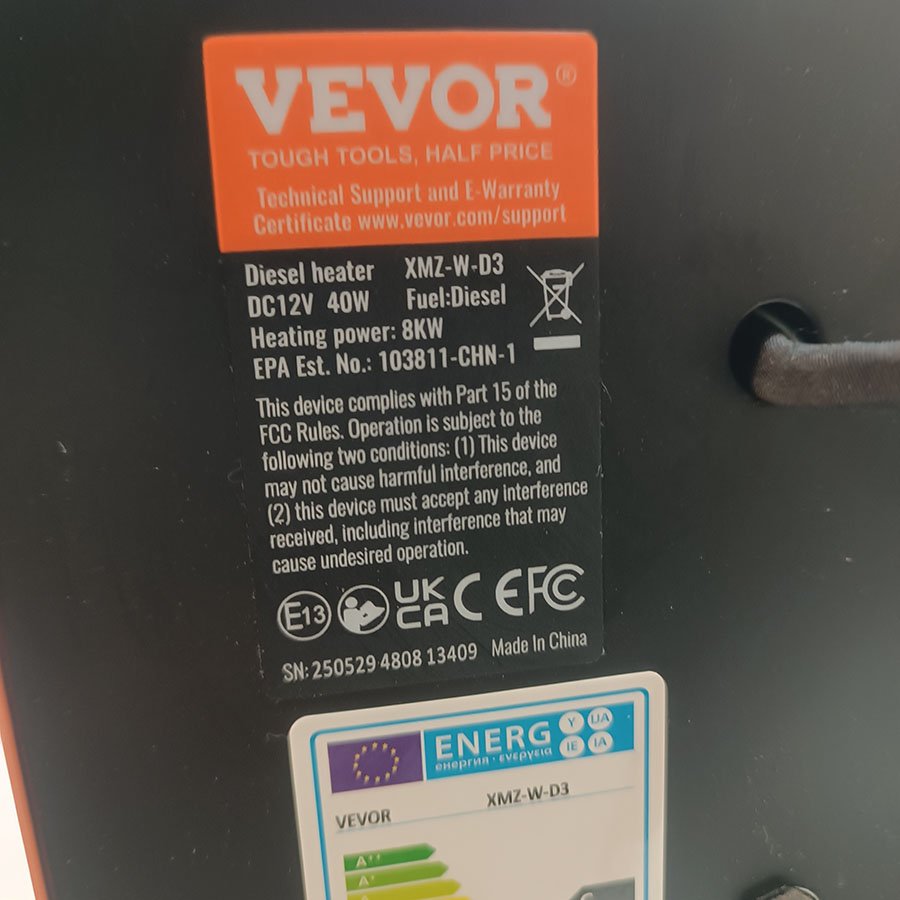 VEVOR®
TOUGH TOOLS, HALF PRICE
Technical Support and E-Warranty
Certificate www.vevor.com/support
Diesel heater XMZ-W-D3
DC12V 40W Fuel:Diesel
Heating power: 8KW
EPA Est. No.: 103811-CHN-1
This device complies with Part 15 of the
FCC Rules. Operation is subject to the
following two conditions: (1) This device
may not cause harmful interference, and
(2) this device must accept any interference
received, including interference that may
cause undesired operation.
E13 UK CA CE FC
SN: 250529 4808 13409 Made In China
ENERG Y IJA
енергия · ενεργεια IE IA
VEVOR XMZ-W-D3
A++
A+